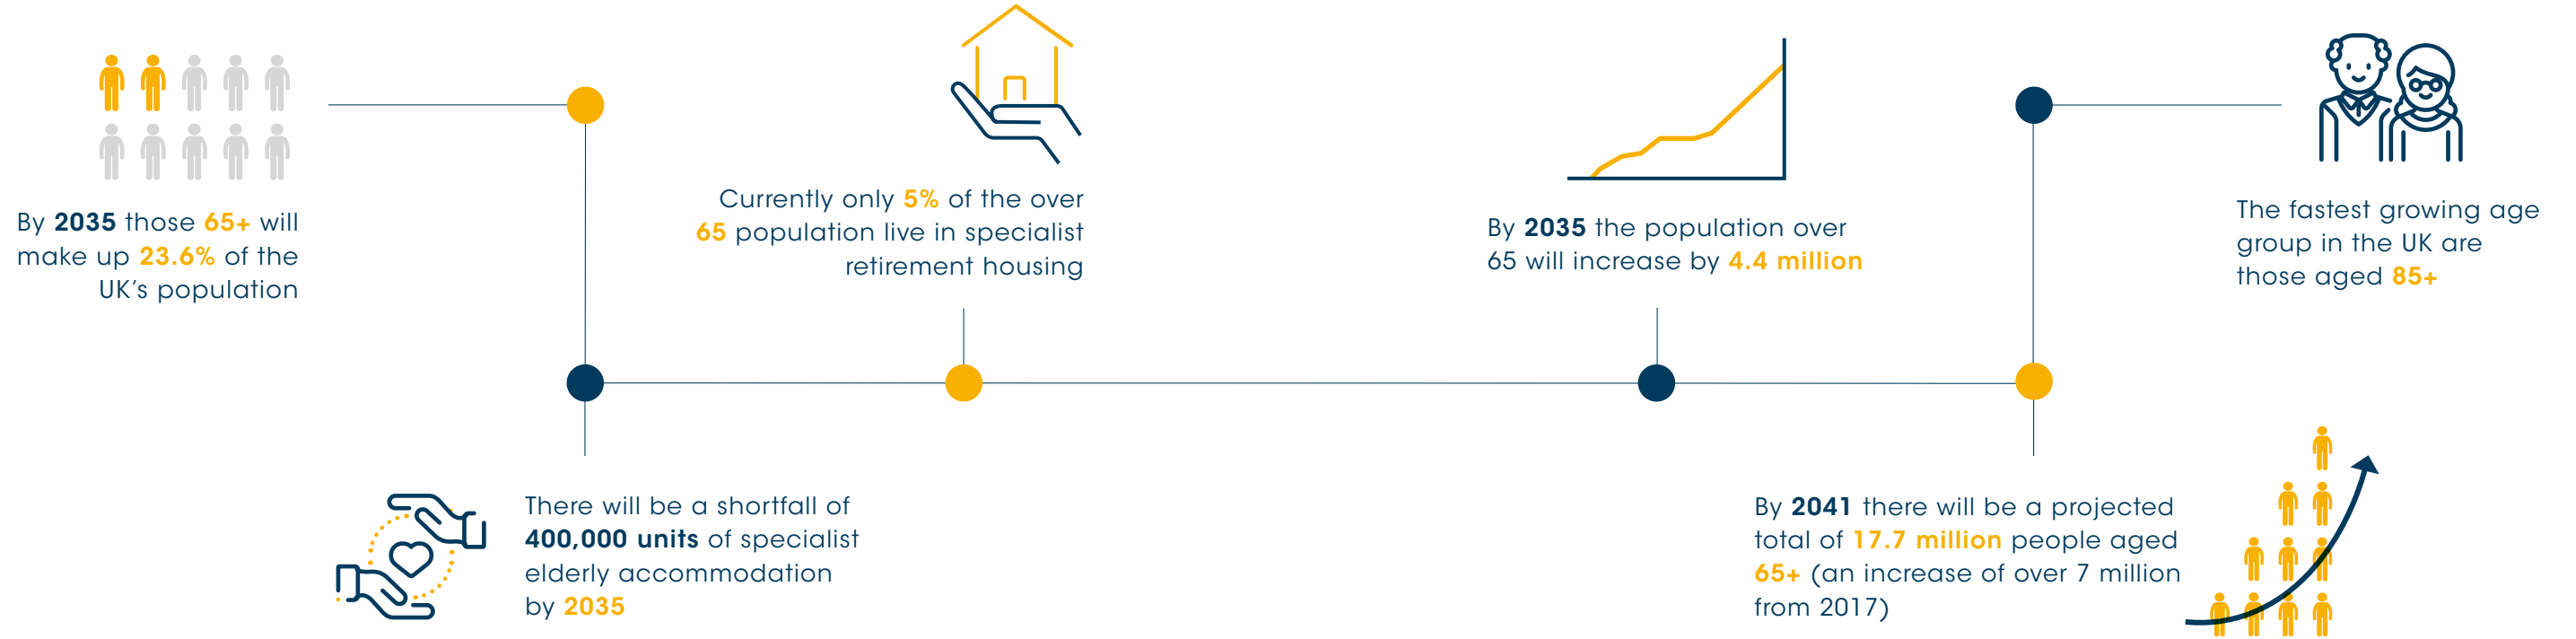 By 2035 those 65+ will
make up 23.6% of the
UK's population
There will be a shortfall of
400,000 units of specialist
elderly accommodation
by 2035
Currently only 5% of the over
65 population live in specialist
retirement housing
By 2035 the population over
65 will increase by 4.4 million
By 2041 there will be a projected
total of 17.7 million people aged
65+ (an increase of over 7 million
from 2017)
The fastest growing age
group in the UK are
those aged 85+